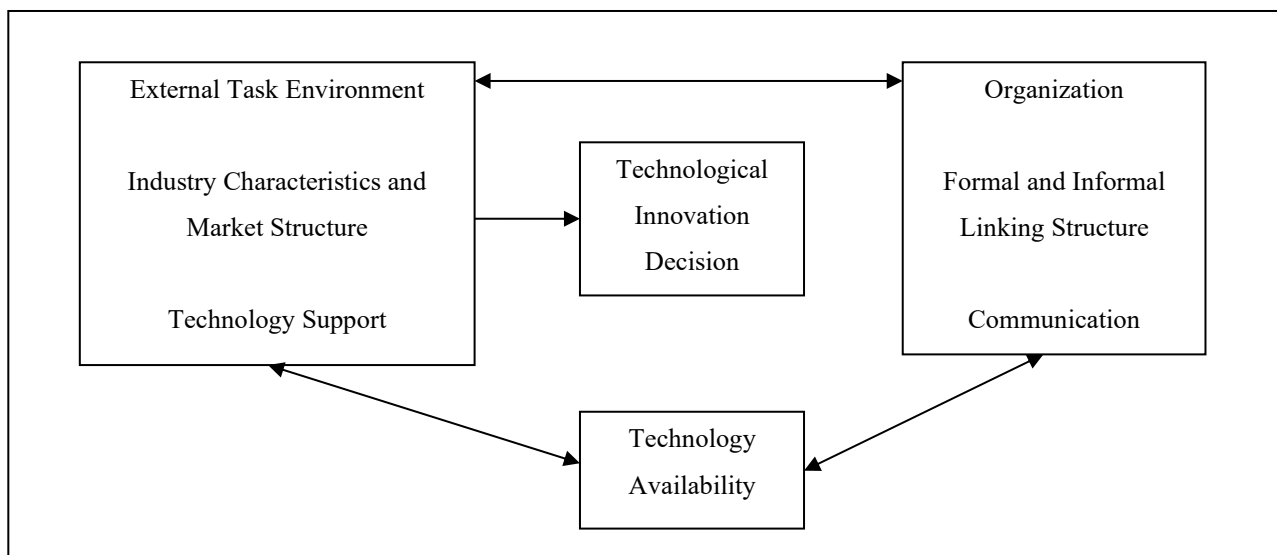 External Task Environment
Industry Characteristics and
Market Structure
Technology Support
Technological
Innovation
Decision
Organization
Formal and Informal
Linking Structure
Communication
Technology
Availability